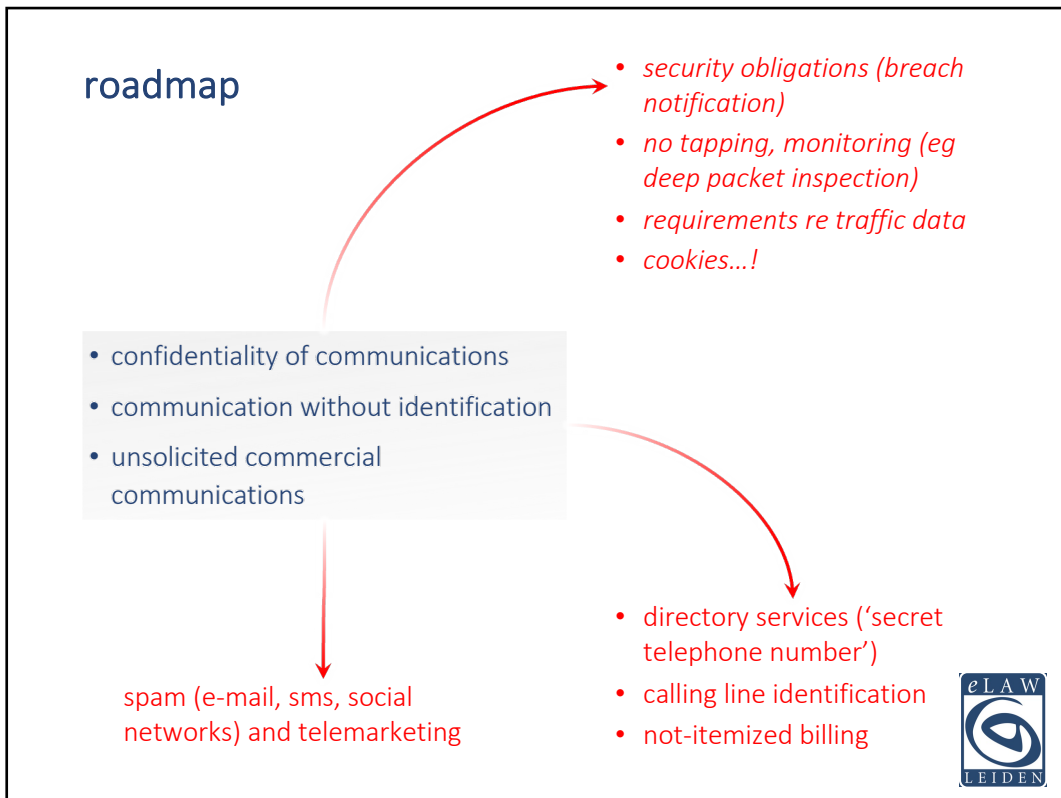 roadmap
• security obligations (breach
notification)
• no tapping, monitoring (eg
deep packet inspection)
• requirements re traffic data
• cookies...!
• confidentiality of communications
• communication without identification
• unsolicited commercial
communications
spam (e-mail, sms, social
networks) and telemarketing
• directory services (‘secret
telephone number’)
• calling line identification
• not-itemized billing
eLAW
LEIDEN